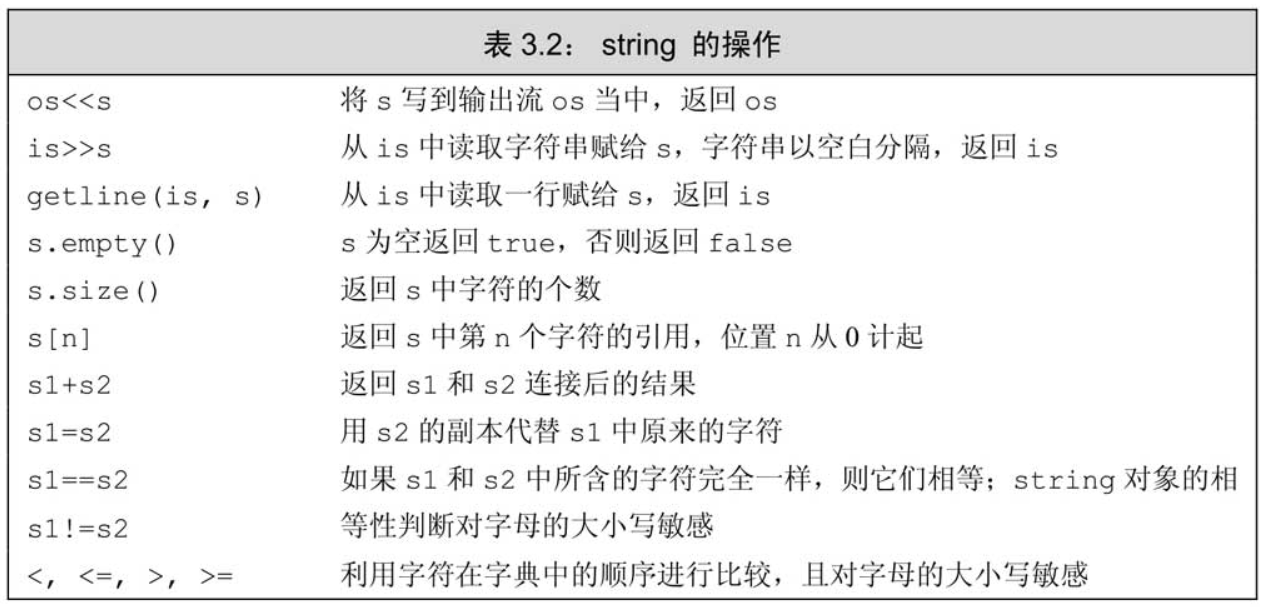 表 3.2： string 的操作
os<<s 将 s 写到输出流 os 当中，返回 os
is>>s 从 is 中读取字符串赋给 s，字符串以空白分隔，返回 is
getline(is, s) 从 is 中读取一行赋给 s，返回 is
s.empty() s 为空返回 true，否则返回 false
s.size() 返回 s 中字符的个数
s[n] 返回 s 中第 n 个字符的引用，位置 n 从 0 计起
s1+s2 返回 s1 和 s2 连接后的结果
s1=s2 用 s2 的副本代替 s1 中原来的字符
s1==s2 如果 s1 和 s2 中所含的字符完全一样，则它们相等；string 对象的相
s1!=s2 等性判断对字母的大小写敏感
<, <=, >, >= 利用字符在字典中的顺序进行比较，且对字母的大小写敏感